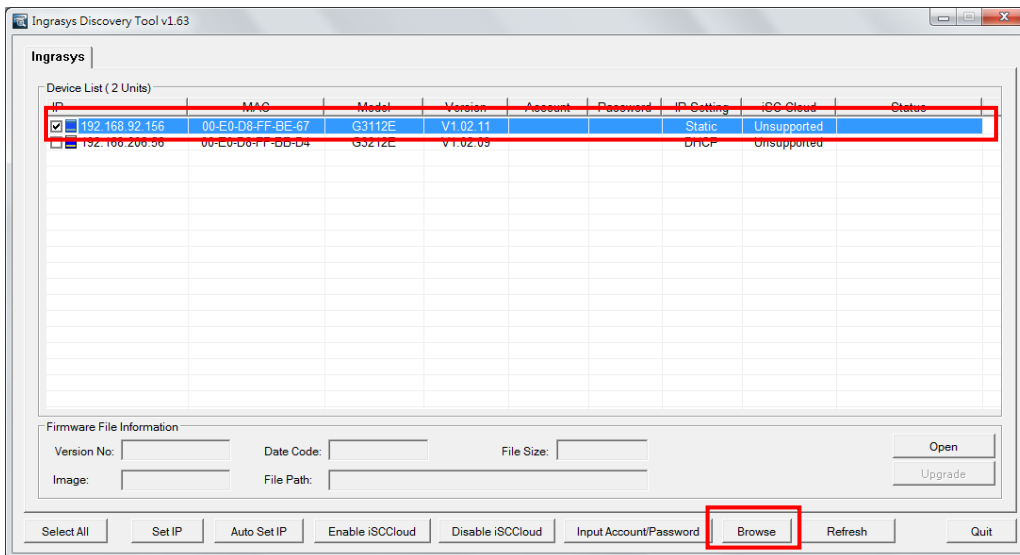 Ingrasys Discovery Tool v1.63
Ingrasys
Device List ( 2 Units)
IP MAC Model Version Account Password IP Setting iSC Cloud Status
192.168.92.156 00-E0-D8-FF-BE-67 G3112E V1.02.11 Static Unsupported
192.168.206.56 00-E0-D8-FF-BB-D4 G3212E V1.02.09 DHCP Unsupported
Firmware File Information
Version No: Date Code: File Size: Open
Image: File Path: Upgrade
Select All Set IP Auto Set IP Enable iSCCloud Disable iSCCloud Input Account/Password Browse Refresh Quit